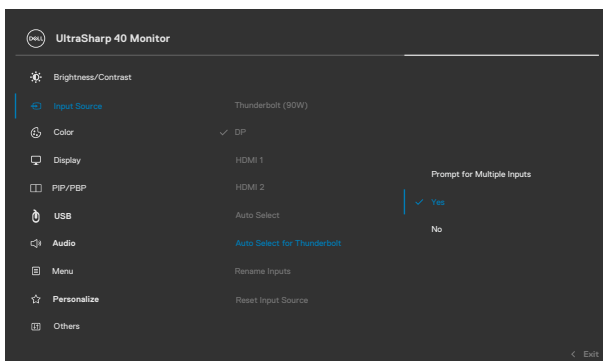 DELL
UltraSharp 40 Monitor
Brightness/Contrast
Input Source
Color
Display
PIP/PBP
USB
Audio
Menu
Personalize
Others
Thunderbolt (90W)
DP
HDMI 1
HDMI 2
Auto Select
Auto Select for Thunderbolt
Rename Inputs
Reset Input Source
Prompt for Multiple Inputs
Yes
No
Exit